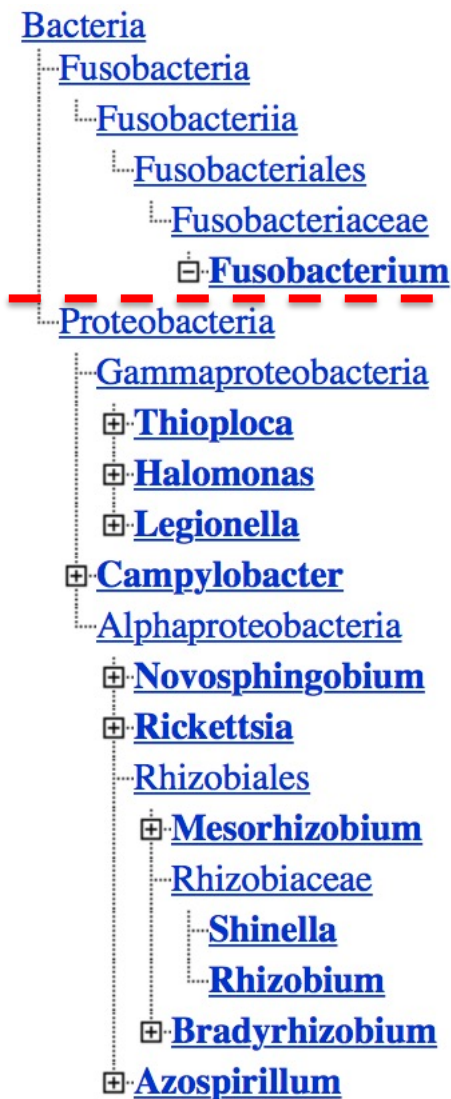 Bacteria
Fusobacteria
Fusobacteriia
Fusobacteriales
Fusobacteriaceae
Fusobacterium
Proteobacteria
Gammaproteobacteria
Thioploca
Halomonas
Legionella
Campylobacter
Alphaproteobacteria
Novosphingobium
Rickettsia
Rhizobiales
Mesorhizobium
Rhizobiaceae
Shinella
Rhizobium
Bradyrhizobium
Azospirillum